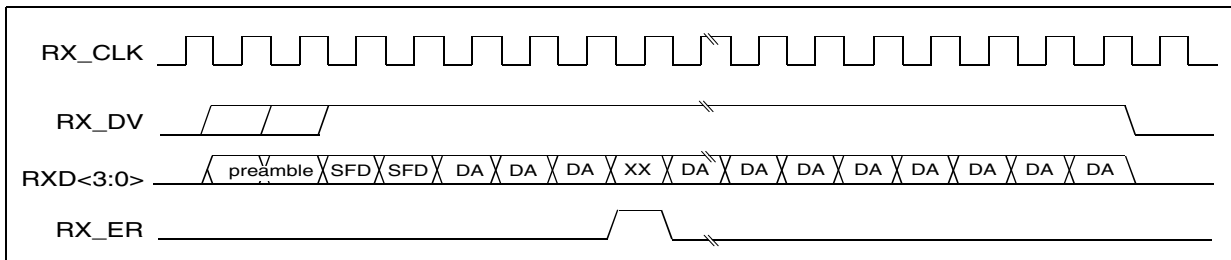 RX_CLK
RX_DV
RXD<3:0> preamble SFD SFD DA DA DA XX DA DA DA DA DA DA DA DA
RX_ER